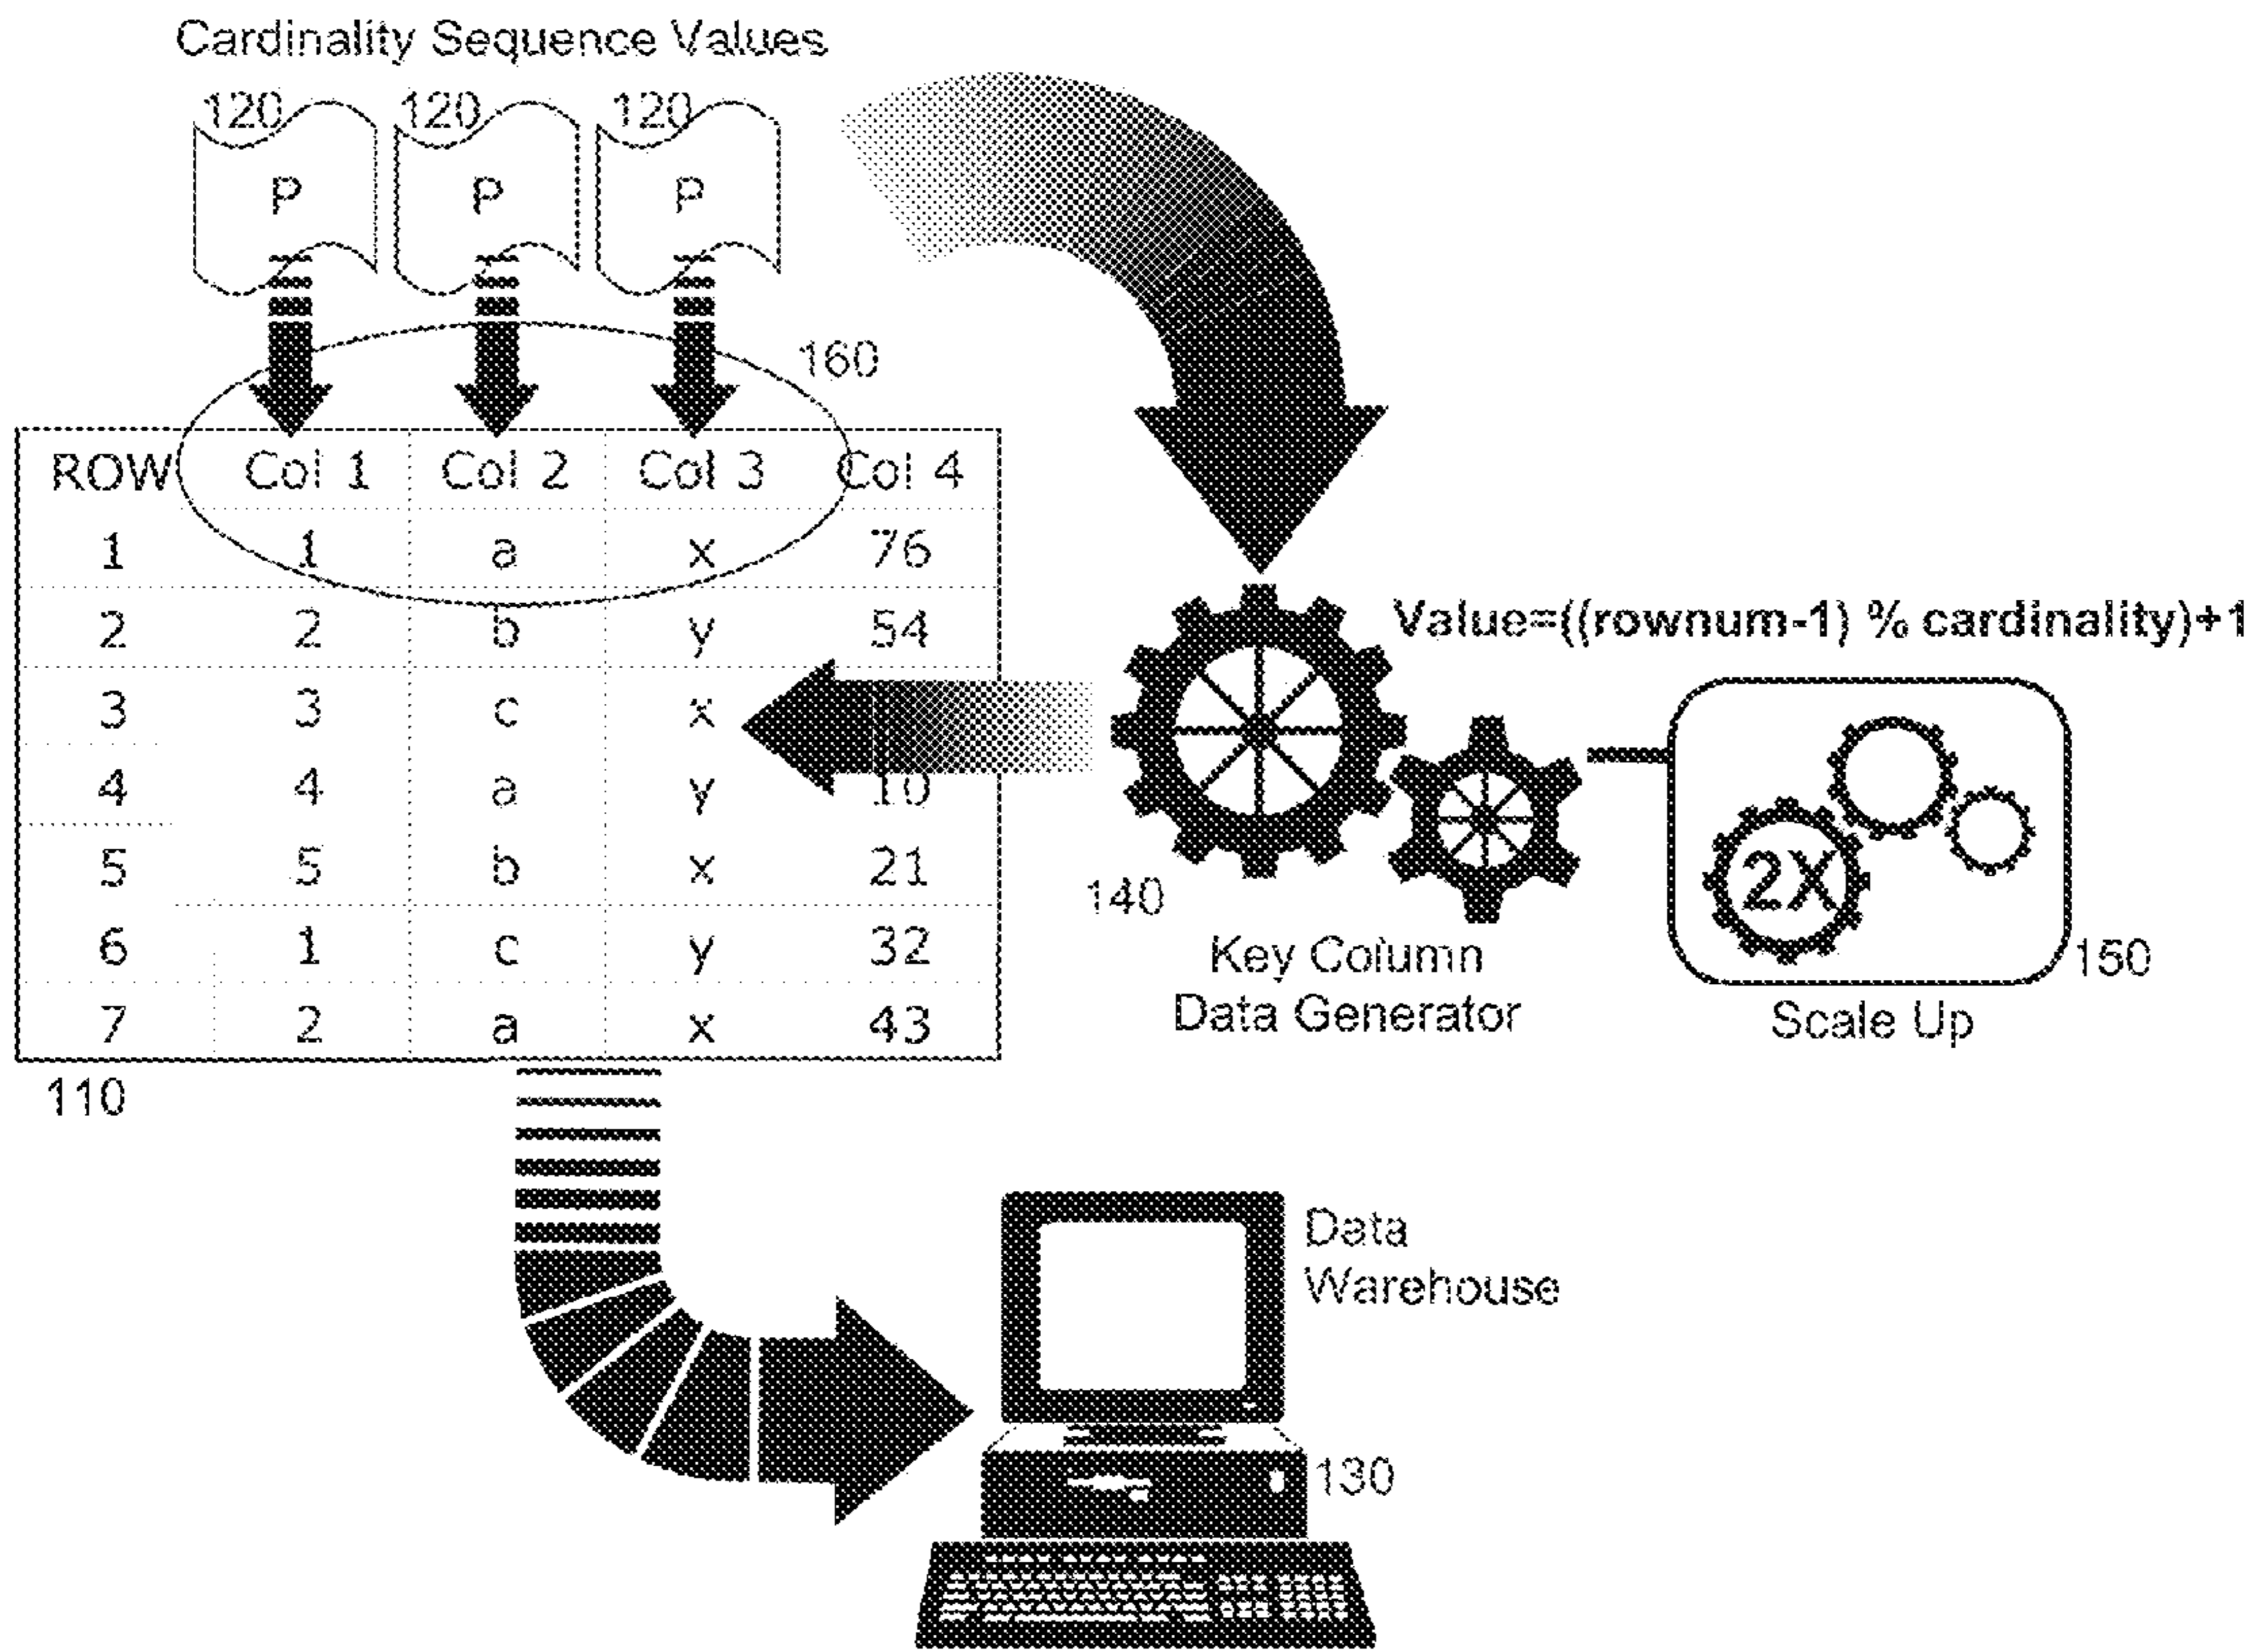 Cardinality Sequence Values
120 120 120
P P P
160
ROW Col 1 Col 2 Col 3 Col 4
1 1 a x 76
2 2 b y 54
3 3 c x
4 4 a y 10
5 5 b x 21
6 1 c y 32
7 2 a x 43
110
Value=((rownum-1) % cardinality)+1
140
Key Column
Data Generator
2X
150
Scale Up
Data
Warehouse
130